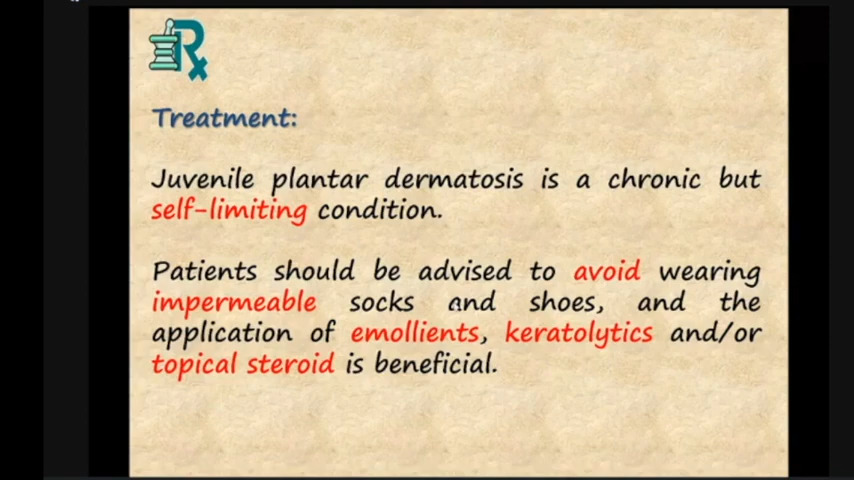 Rx
Treatment:
Juvenile plantar dermatosis is a chronic but
self-limiting condition.
Patients should be advised to avoid wearing
impermeable socks and shoes, and the
application of emollients, keratolytics and/or
topical steroid is beneficial.